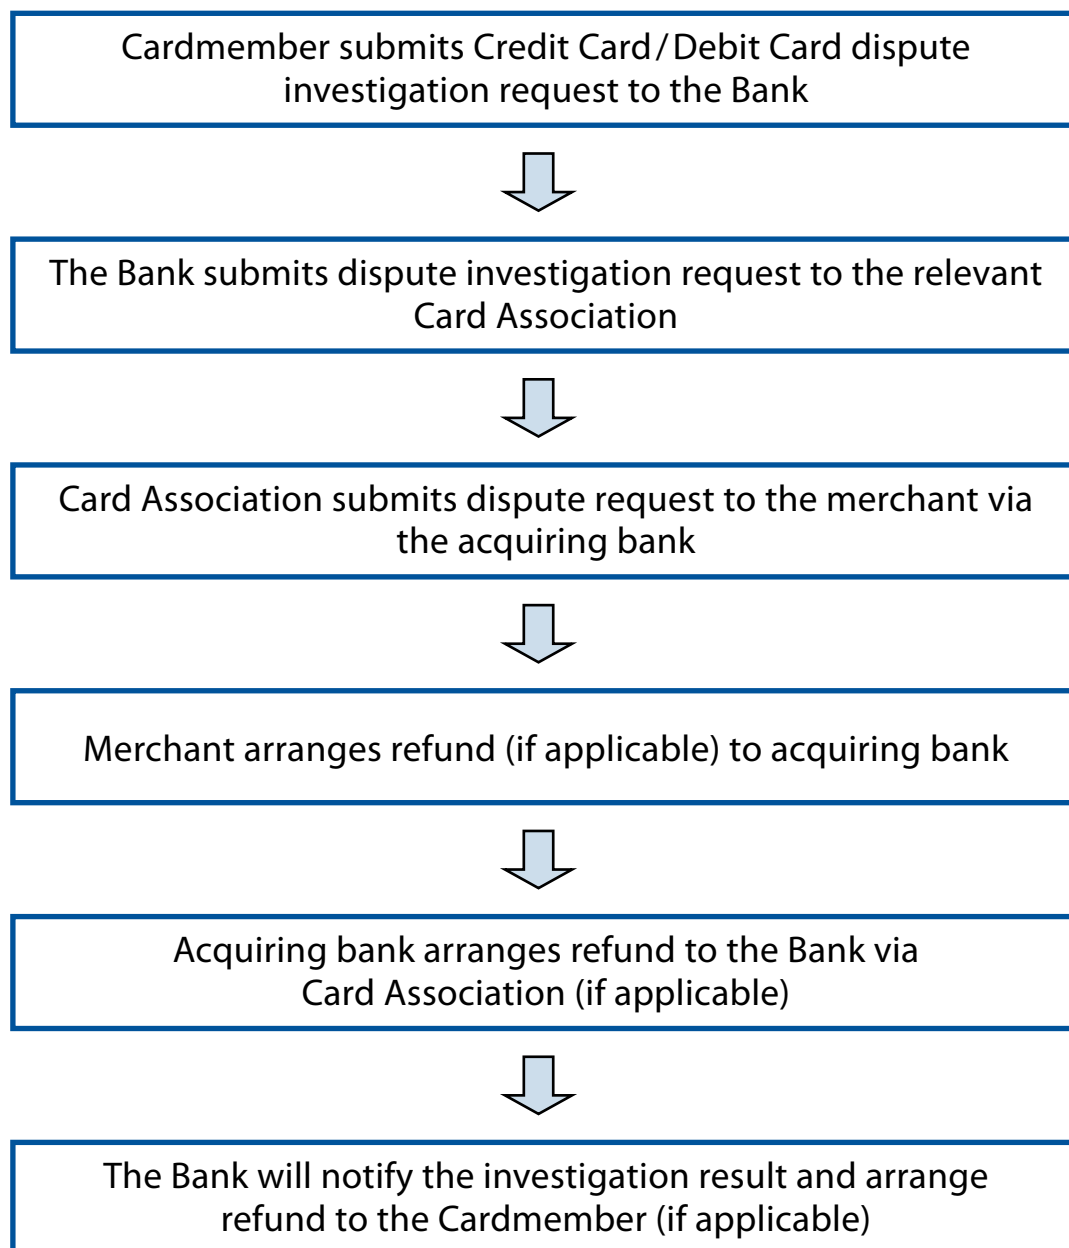 Cardmember submits Credit Card/Debit Card dispute
investigation request to the Bank
The Bank submits dispute investigation request to the relevant
Card Association
Card Association submits dispute request to the merchant via
the acquiring bank
Merchant arranges refund (if applicable) to acquiring bank
Acquiring bank arranges refund to the Bank via
Card Association (if applicable)
The Bank will notify the investigation result and arrange
refund to the Cardmember (if applicable)